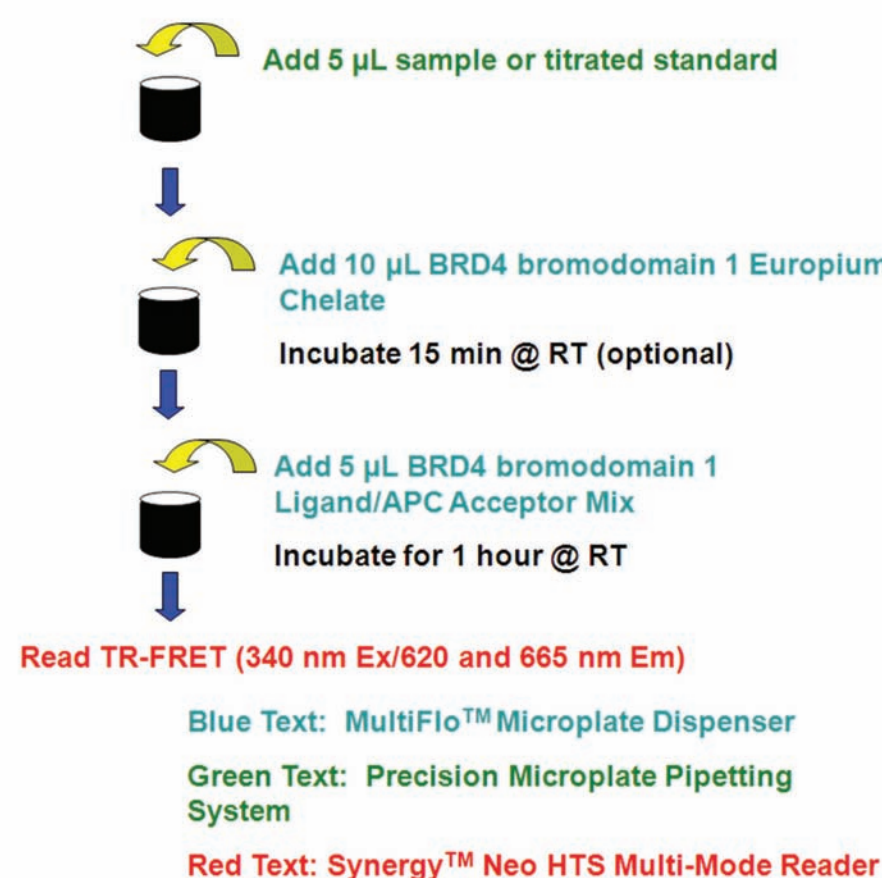 Add 5 µL sample or titrated standard
Add 10 µL BRD4 bromodomain 1 Europium
Chelate
Incubate 15 min @ RT (optional)
Add 5 µL BRD4 bromodomain 1
Ligand/APC Acceptor Mix
Incubate for 1 hour @ RT
Read TR-FRET (340 nm Ex/620 and 665 nm Em)
Blue Text: MultiFlo™ Microplate Dispenser
Green Text: Precision Microplate Pipetting
System
Red Text: Synergy™ Neo HTS Multi-Mode Reader